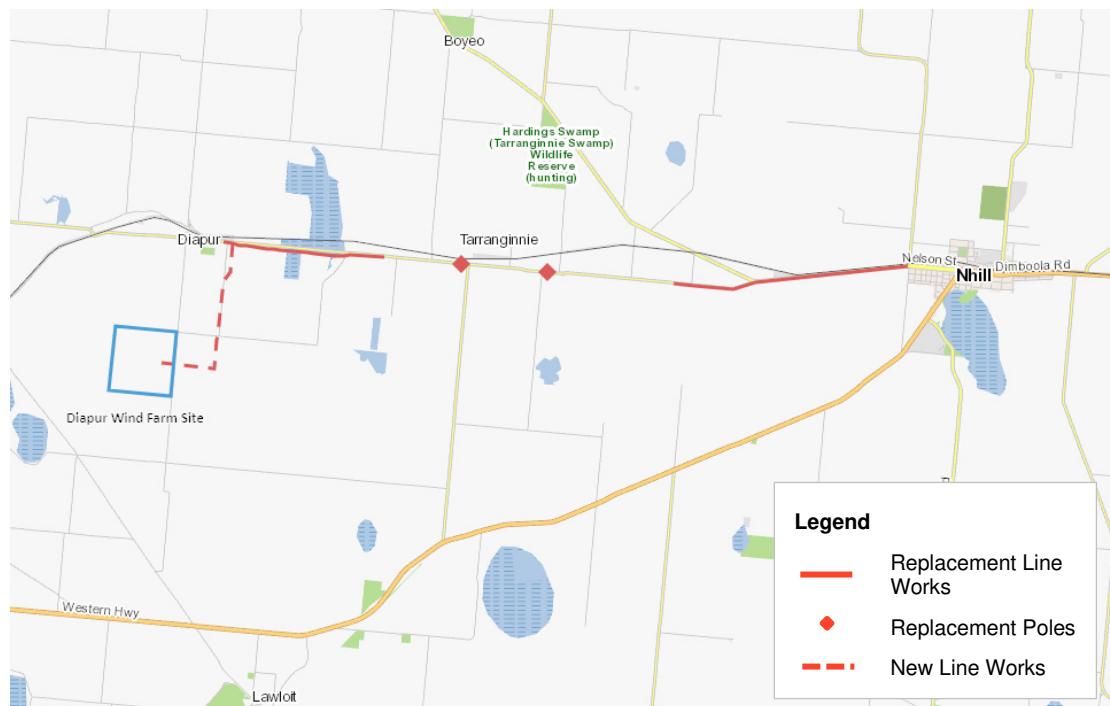 Boyeo
Hardings Swamp
(Tarranginnie Swamp)
Wildlife
Reserve
(hunting)
Diapur
Tarranginnie
Nelson St
Dimboola Rd
Nhill
Diapur Wind Farm Site
Western Hwy
Lawloit
Legend
Replacement Line
Works
Replacement Poles
New Line Works